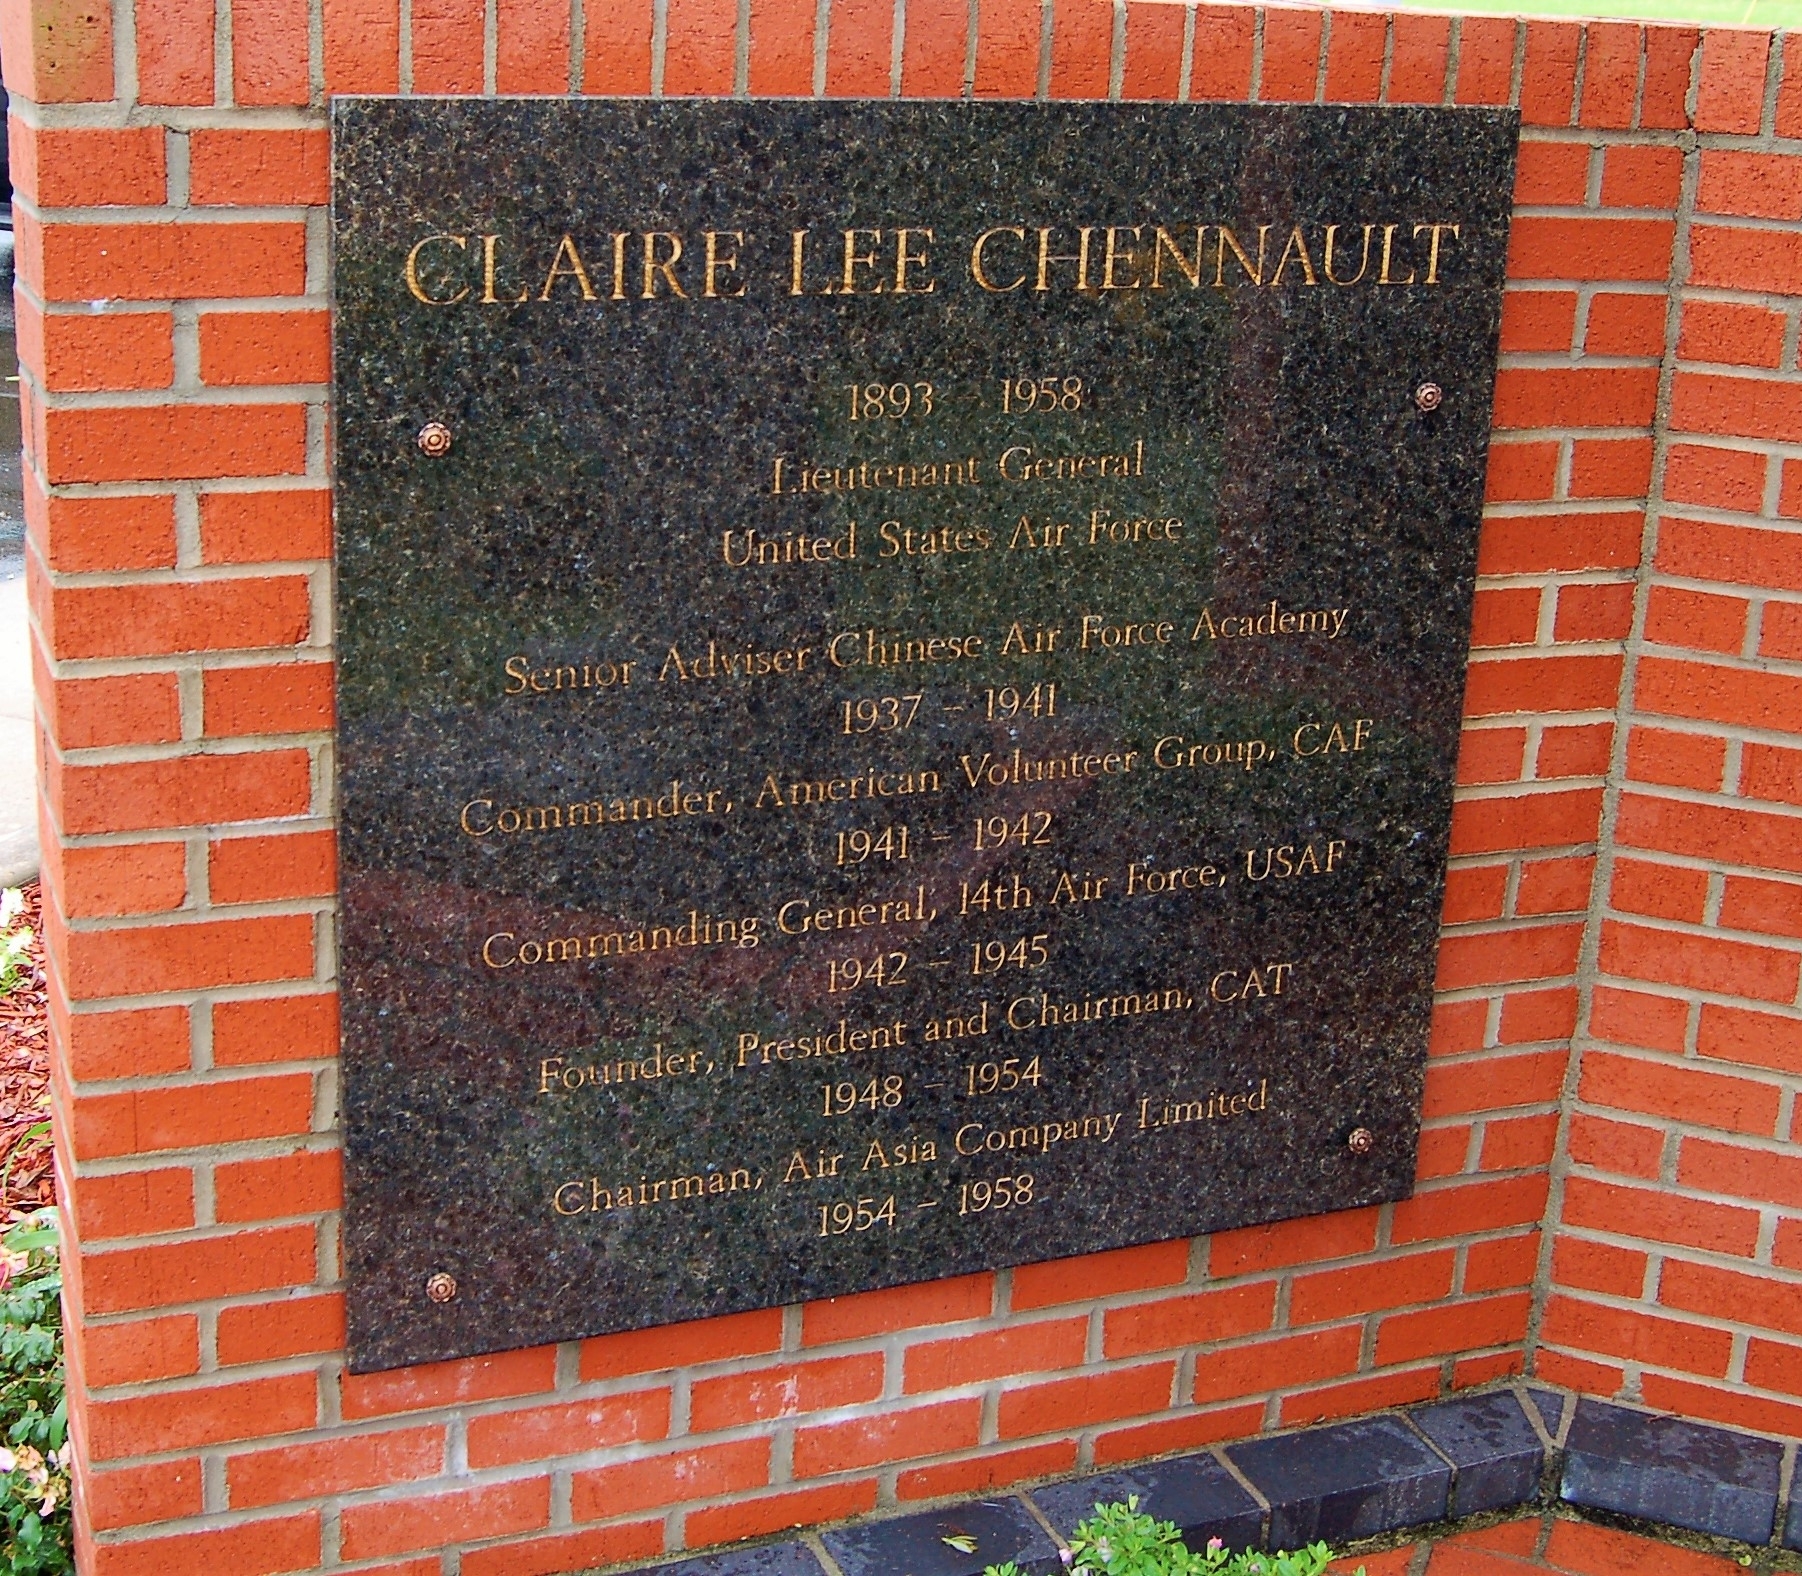 CLAIRE LEE CHENNAULT
1893 - 1958
Lieutenant General
United States Air Force
Senior Adviser Chinese Air Force Academy
1937 - 1941
Commander, American Volunteer Group, CAF
1941 - 1942
Commanding General, 14th Air Force, USAF
1942 - 1945
Founder, President and Chairman, CAT
1948 - 1954
Chairman, Air Asia Company Limited
1954 - 1958